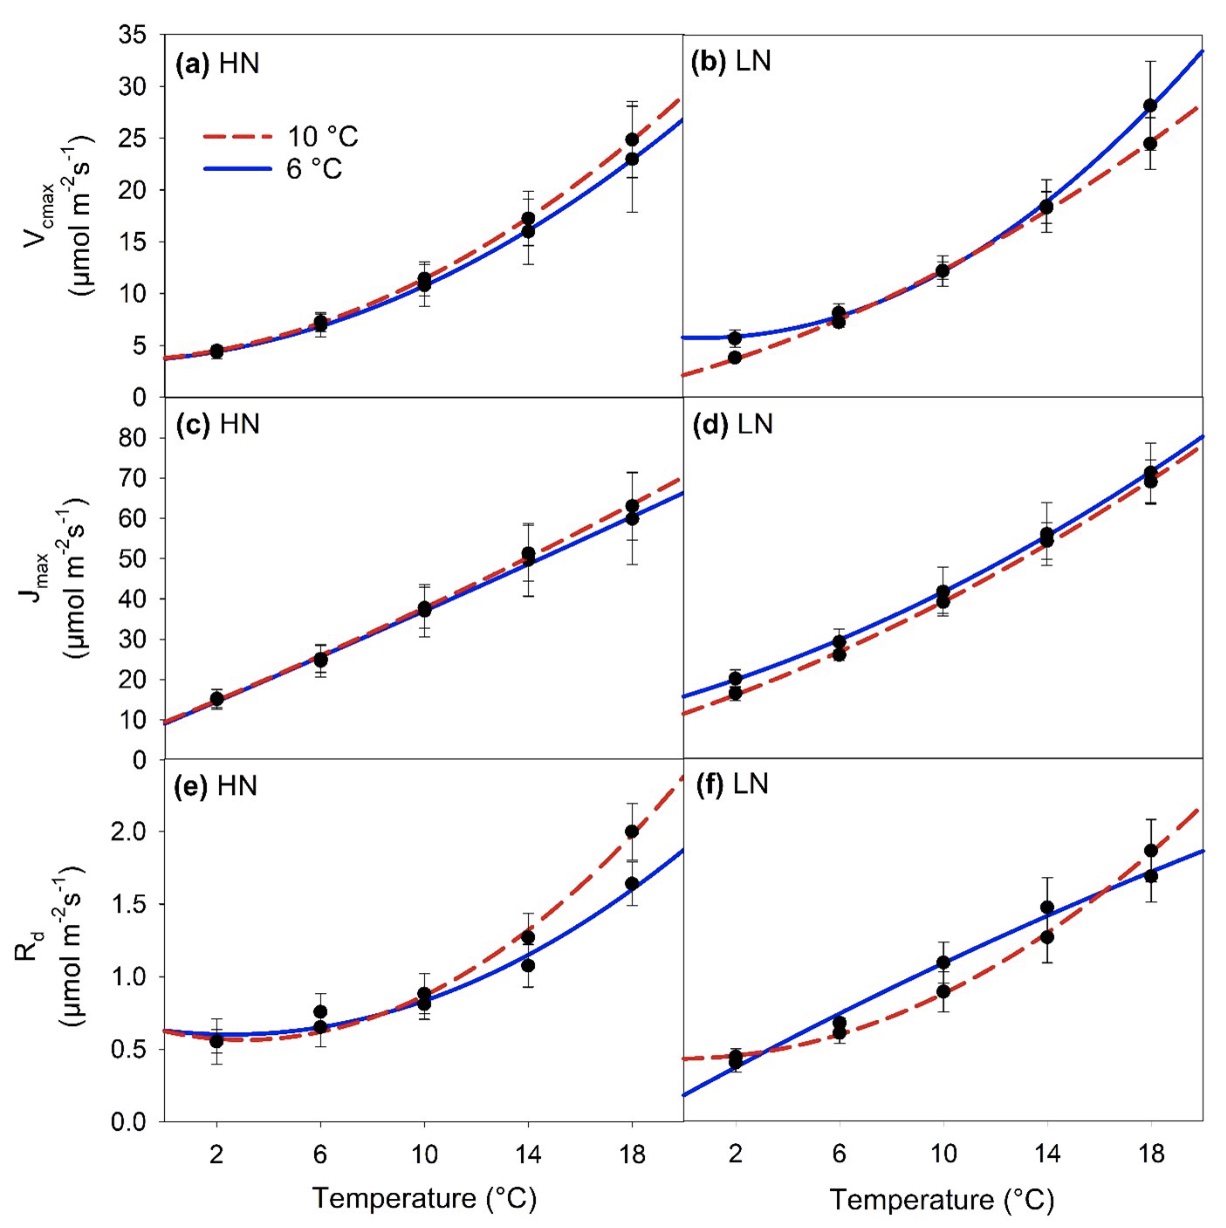 (a) HN
(b) LN
10 °C
6 °C
35
30
25
20
15
10
5
0
Vcmax
(µmol m-2s-1)
(c) HN
(d) LN
80
70
60
50
40
30
20
10
0
Jmax
(µmol m-2s-1)
(e) HN
(f) LN
2.0
1.5
1.0
0.5
0.0
Rd
(µmol m-2s-1)
2 6 10 14 18
2 6 10 14 18
Temperature (°C)
Temperature (°C)